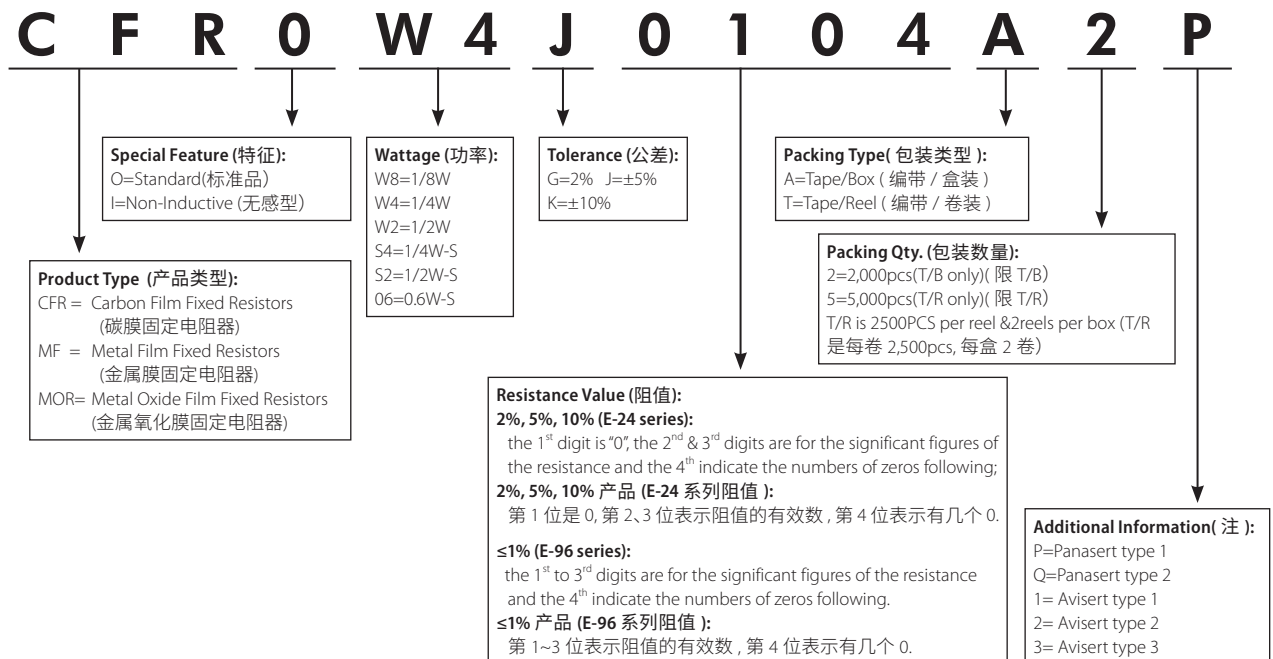 C F R 0 W 4 J 0 1 0 4 A 2 P
Special Feature (特征):
O=Standard(标准品)
I=Non-Inductive (无感型)
Wattage (功率):
W8=1/8W
W4=1/4W
W2=1/2W
S4=1/4W-S
S2=1/2W-S
06=0.6W-S
Tolerance (公差):
G=2% J=±5%
K=±10%
Packing Type( 包装类型 ):
A=Tape/Box ( 编带 / 盒装 )
T=Tape/Reel ( 编带 / 卷装 )
Packing Qty. (包装数量):
2=2,000pcs(T/B only)( 限 T/B)
5=5,000pcs(T/R only)( 限 T/R)
T/R is 2500PCS per reel &2reels per box (T/R
是每卷 2,500pcs, 每盒 2 卷)
Product Type (产品类型):
CFR = Carbon Film Fixed Resistors
(碳膜固定电阻器)
MF = Metal Film Fixed Resistors
(金属膜固定电阻器)
MOR= Metal Oxide Film Fixed Resistors
(金属氧化膜固定电阻器)
Resistance Value (阻值):
2%, 5%, 10% (E-24 series):
the 1st digit is “0”, the 2nd & 3rd digits are for the significant figures of
the resistance and the 4th indicate the numbers of zeros following;
2%, 5%, 10% 产品 (E-24 系列阻值 ):
第 1 位是 0, 第 2、3 位表示阻值的有效数 , 第 4 位表示有几个 0.
≤1% (E-96 series):
the 1st to 3rd digits are for the significant figures of the resistance
and the 4th indicate the numbers of zeros following.
≤1% 产品 (E-96 系列阻值 ):
第 1~3 位表示阻值的有效数 , 第 4 位表示有几个 0.
Additional Information( 注 ):
P=Panasert type 1
Q=Panasert type 2
1= Avisert type 1
2= Avisert type 2
3= Avisert type 3